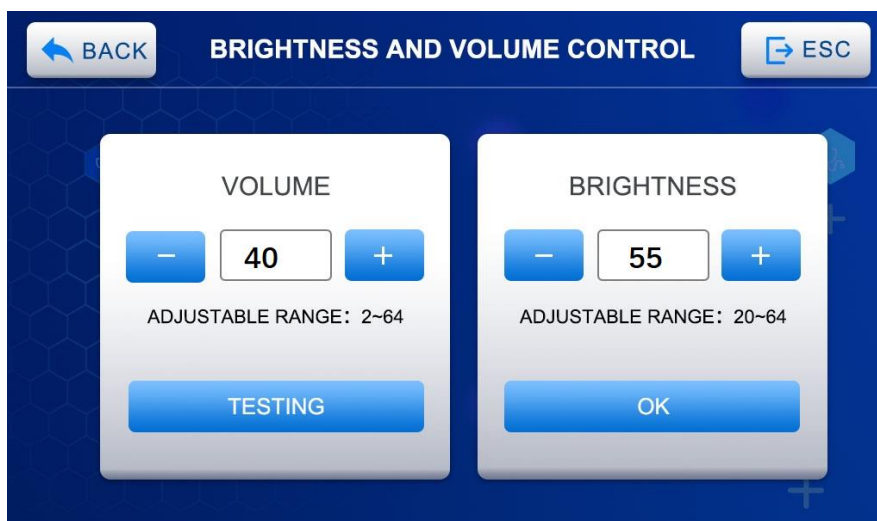 BACK
BRIGHTNESS AND VOLUME CONTROL
ESC
VOLUME
− 40 +
ADJUSTABLE RANGE：2~64
TESTING
BRIGHTNESS
− 55 +
ADJUSTABLE RANGE：20~64
OK